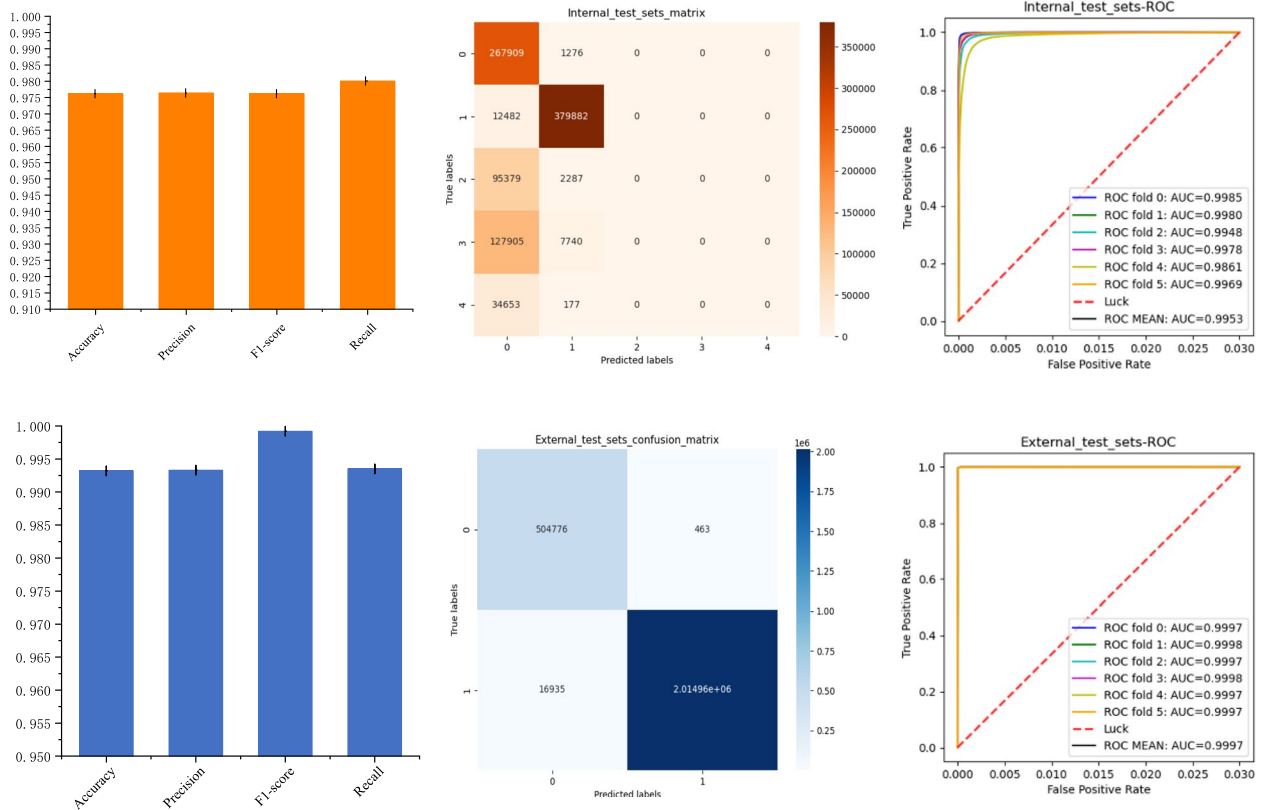 1.000
0.995
0.990
0.985
0.980
0.975
0.970
0.965
0.960
0.955
0.950
0.945
0.940
0.935
0.930
0.925
0.920
0.915
0.910
Accuracy
Precision
F1-score
Recall
Internal_test_sets_matrix
True labels
0
267909 1276 0 0 0
1
12482 379882 0 0 0
2
95379 2287 0 0 0
3
127905 7740 0 0 0
4
34653 177 0 0 0
0 1 2 3 4
Predicted labels
350000
300000
250000
200000
150000
100000
50000
0
Internal_test_sets-ROC
True Positive Rate
1.0
0.8
0.6
0.4
0.2
0.0
ROC fold 0: AUC=0.9985
ROC fold 1: AUC=0.9980
ROC fold 2: AUC=0.9948
ROC fold 3: AUC=0.9978
ROC fold 4: AUC=0.9861
ROC fold 5: AUC=0.9969
Luck
ROC MEAN: AUC=0.9953
0.000 0.005 0.010 0.015 0.020 0.025 0.030
False Positive Rate
1.000
0.995
0.990
0.985
0.980
0.975
0.970
0.965
0.960
0.955
0.950
Accuracy
Precision
F1-score
Recall
External_test_sets_confusion_matrix
True labels
0
504776 463
1
16935 2.01496e+06
0 1
Predicted labels
1e6
2.00
1.75
1.50
1.25
1.00
0.75
0.50
0.25
External_test_sets-ROC
True Positive Rate
1.0
0.8
0.6
0.4
0.2
0.0
ROC fold 0: AUC=0.9997
ROC fold 1: AUC=0.9998
ROC fold 2: AUC=0.9997
ROC fold 3: AUC=0.9998
ROC fold 4: AUC=0.9997
ROC fold 5: AUC=0.9997
Luck
ROC MEAN: AUC=0.9997
0.000 0.005 0.010 0.015 0.020 0.025 0.030
False Positive Rate